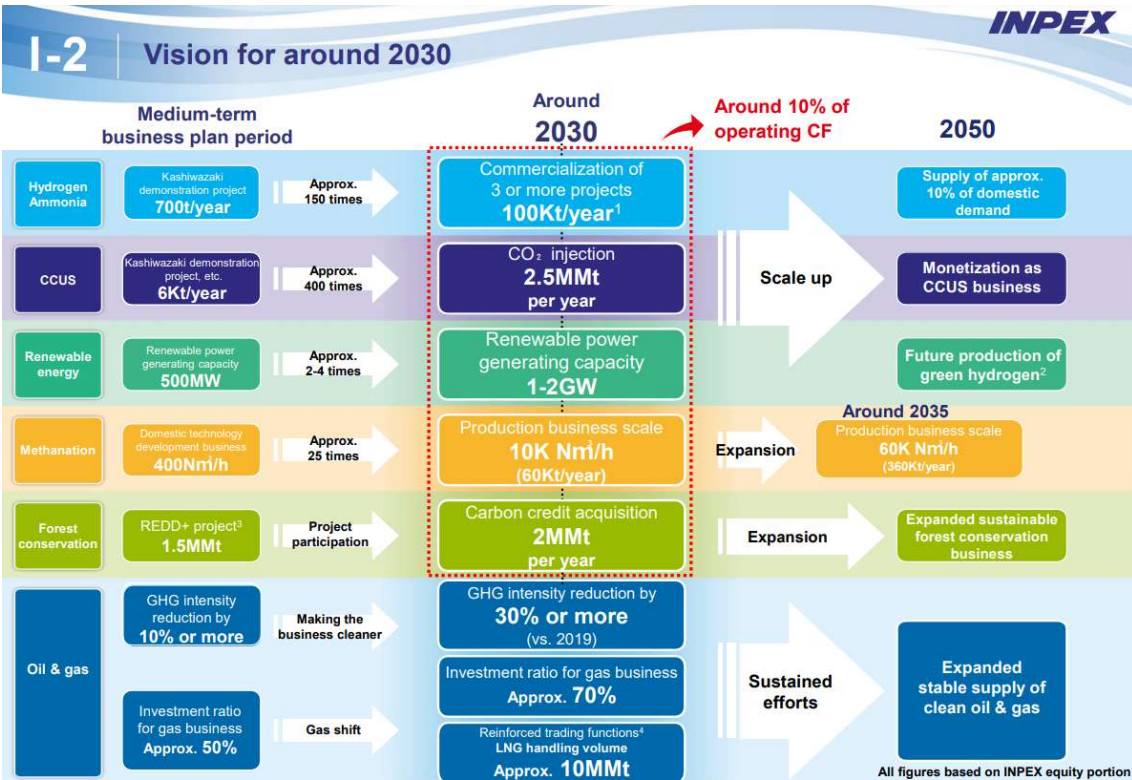 INPEX
I-2
Vision for around 2030
Medium-term
business plan period
Around
2030
Around 10% of
operating CF
2050
Hydrogen
Ammonia
Kashiwazaki
demonstration project
700t/year
Approx.
150 times
Commercialization of
3 or more projects
100Kt/year¹
Supply of approx.
10% of domestic
demand
CCUS
Kashiwazaki demonstration
project, etc.
6Kt/year
Approx.
400 times
CO₂ injection
2.5MMt
per year
Scale up
Monetization as
CCUS business
Renewable
energy
Renewable power
generating capacity
500MW
Approx.
2-4 times
Renewable power
generating capacity
1-2GW
Future production of
green hydrogen²
Methanation
Domestic technology
development business
400Nm³/h
Approx.
25 times
Production business scale
10K Nm³/h
(60Kt/year)
Expansion
Around 2035
Production business scale
60K Nm³/h
(360Kt/year)
Forest
conservation
REDD+ project³
1.5MMt
Project
participation
Carbon credit acquisition
2MMt
per year
Expansion
Expanded sustainable
forest conservation
business
Oil & gas
GHG intensity
reduction by
10% or more
Making the
business cleaner
GHG intensity reduction by
30% or more
(vs. 2019)
Investment ratio
for gas business
Approx. 50%
Gas shift
Investment ratio for gas business
Approx. 70%
Reinforced trading functions⁴
LNG handling volume
Approx. 10MMt
Sustained
efforts
Expanded
stable supply of
clean oil & gas
All figures based on INPEX equity portion